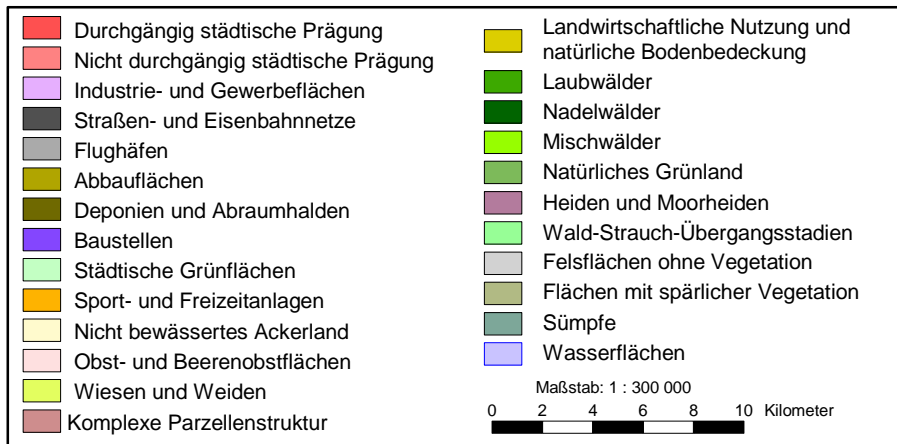 Durchgängig städtische Prägung
Nicht durchgängig städtische Prägung
Industrie- und Gewerbeflächen
Straßen- und Eisenbahnnetze
Flughäfen
Abbauflächen
Deponien und Abraumhalden
Baustellen
Städtische Grünflächen
Sport- und Freizeitanlagen
Nicht bewässertes Ackerland
Obst- und Beerenobstflächen
Wiesen und Weiden
Komplexe Parzellenstruktur
Landwirtschaftliche Nutzung und
natürliche Bodenbedeckung
Laubwälder
Nadelwälder
Mischwälder
Natürliches Grünland
Heiden und Moorheiden
Wald-Strauch-Übergangsstadien
Felsflächen ohne Vegetation
Flächen mit spärlicher Vegetation
Sümpfe
Wasserflächen
Maßstab: 1 : 300 000
0 2 4 6 8 10 Kilometer